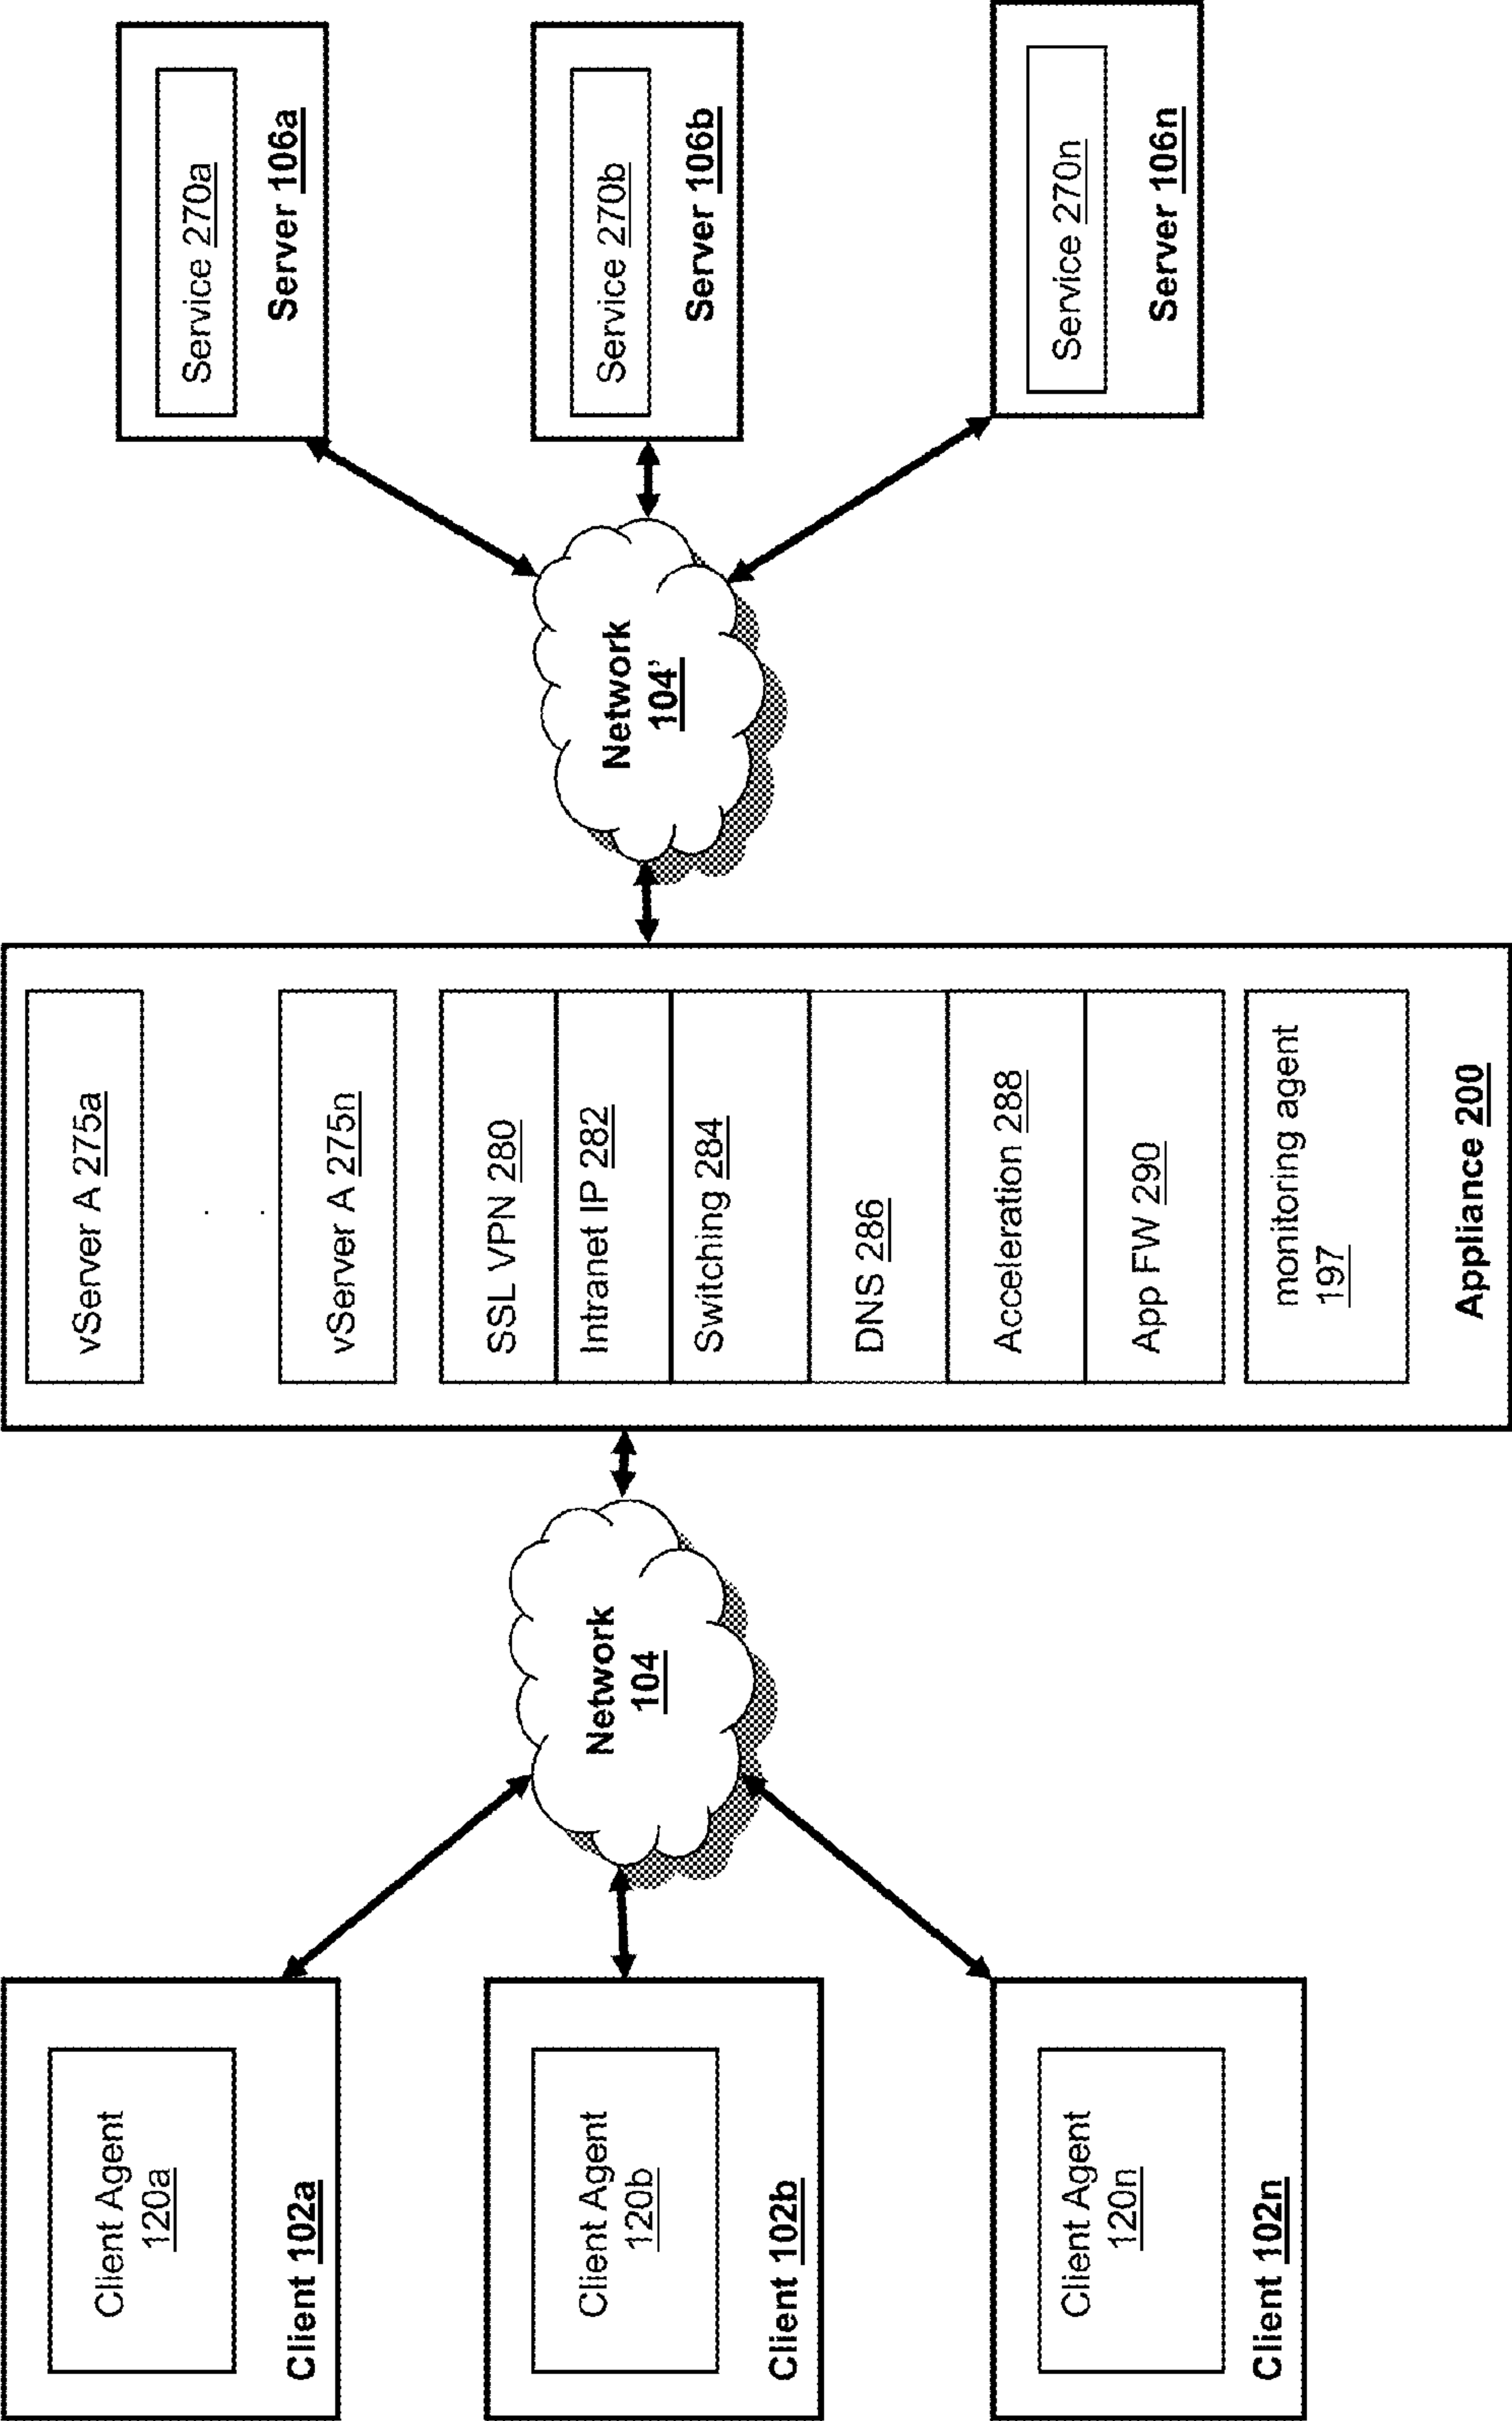 Client Agent
120a
Client 102a
Client Agent
120b
Client 102b
Client Agent
120n
Client 102n
Network
104
vServer A 275a
vServer A 275n
SSL VPN 280
Intranet IP 282
Switching 284
DNS 286
Acceleration 288
App FW 290
monitoring agent
197
Appliance 200
Network
104'
Service 270a
Server 106a
Service 270b
Server 106b
Service 270n
Server 106n